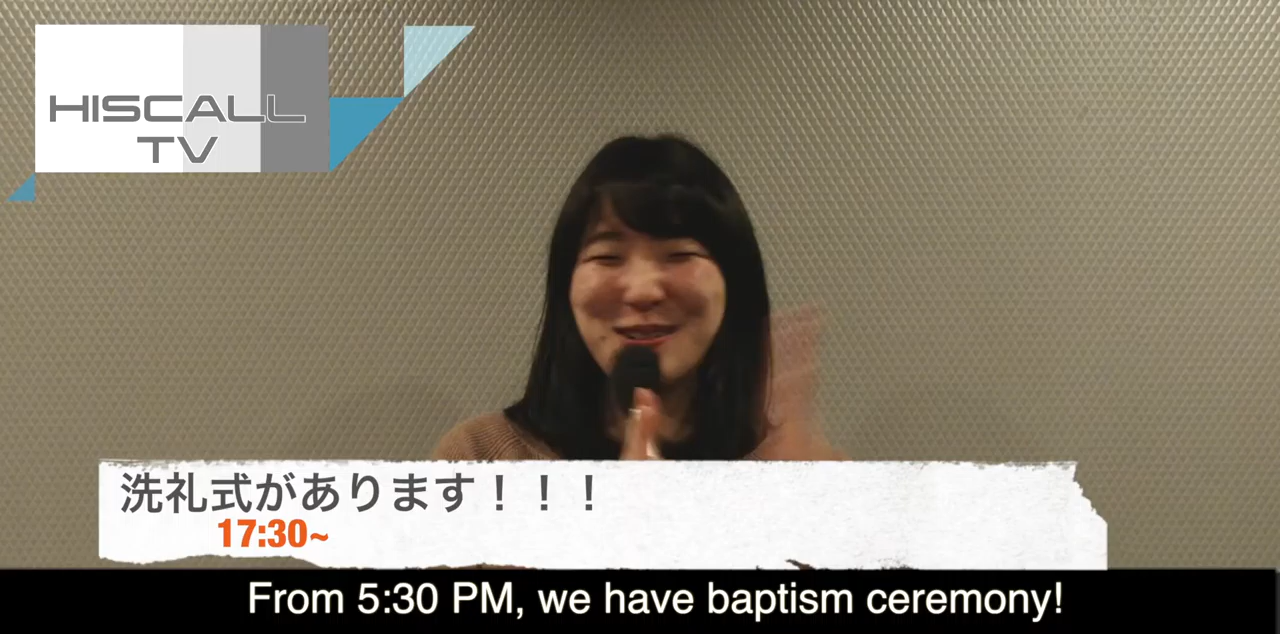 HISCALL
TV
洗礼式があります！！！
17:30~
From 5:30 PM, we have baptism ceremony!